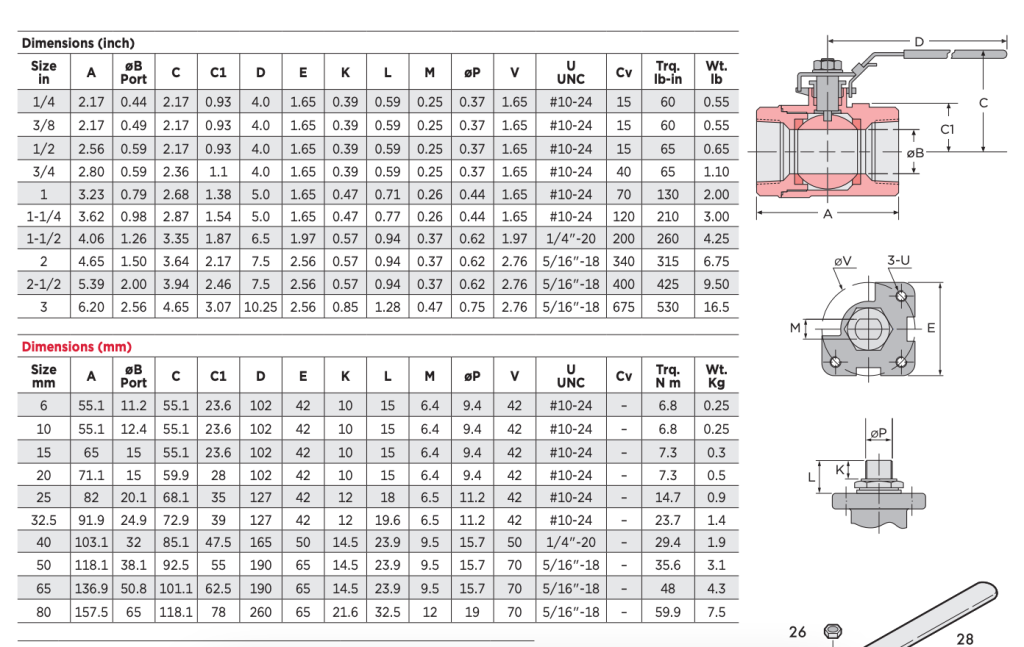 Dimensions (inch)
Size in A øB Port C C1 D E K L M øP V U UNC Cv Trq. lb-in Wt. lb
1/4 2.17 0.44 2.17 0.93 4.0 1.65 0.39 0.59 0.25 0.37 1.65 #10-24 15 60 0.55
3/8 2.17 0.49 2.17 0.93 4.0 1.65 0.39 0.59 0.25 0.37 1.65 #10-24 15 60 0.55
1/2 2.56 0.59 2.17 0.93 4.0 1.65 0.39 0.59 0.25 0.37 1.65 #10-24 15 65 0.65
3/4 2.80 0.59 2.36 1.1 4.0 1.65 0.39 0.59 0.25 0.37 1.65 #10-24 40 65 1.10
1 3.23 0.79 2.68 1.38 5.0 1.65 0.47 0.71 0.26 0.44 1.65 #10-24 70 130 2.00
1-1/4 3.62 0.98 2.87 1.54 5.0 1.65 0.47 0.77 0.26 0.44 1.65 #10-24 120 210 3.00
1-1/2 4.06 1.26 3.35 1.87 6.5 1.97 0.57 0.94 0.37 0.62 1.97 1/4"-20 200 260 4.25
2 4.65 1.50 3.64 2.17 7.5 2.56 0.57 0.94 0.37 0.62 2.76 5/16"-18 340 315 6.75
2-1/2 5.39 2.00 3.94 2.46 7.5 2.56 0.57 0.94 0.37 0.62 2.76 5/16"-18 400 425 9.50
3 6.20 2.56 4.65 3.07 10.25 2.56 0.85 1.28 0.47 0.75 2.76 5/16"-18 675 530 16.5
Dimensions (mm)
Size mm A øB Port C C1 D E K L M øP V U UNC Cv Trq. N m Wt. Kg
6 55.1 11.2 55.1 23.6 102 42 10 15 6.4 9.4 42 #10-24 – 6.8 0.25
10 55.1 12.4 55.1 23.6 102 42 10 15 6.4 9.4 42 #10-24 – 6.8 0.25
15 65 15 55.1 23.6 102 42 10 15 6.4 9.4 42 #10-24 – 7.3 0.3
20 71.1 15 59.9 28 102 42 10 15 6.4 9.4 42 #10-24 – 7.3 0.5
25 82 20.1 68.1 35 127 42 12 18 6.5 11.2 42 #10-24 – 14.7 0.9
32.5 91.9 24.9 72.9 39 127 42 12 19.6 6.5 11.2 42 #10-24 – 23.7 1.4
40 103.1 32 85.1 47.5 165 50 14.5 23.9 9.5 15.7 50 1/4"-20 – 29.4 1.9
50 118.1 38.1 92.5 55 190 65 14.5 23.9 9.5 15.7 70 5/16"-18 – 35.6 3.1
65 136.9 50.8 101.1 62.5 190 65 14.5 23.9 9.5 15.7 70 5/16"-18 – 48 4.3
80 157.5 65 118.1 78 260 65 21.6 32.5 12 19 70 5/16"-18 – 59.9 7.5
D
C
C1
øB
A
øV
3-U
M
E
øP
K
L
26
28